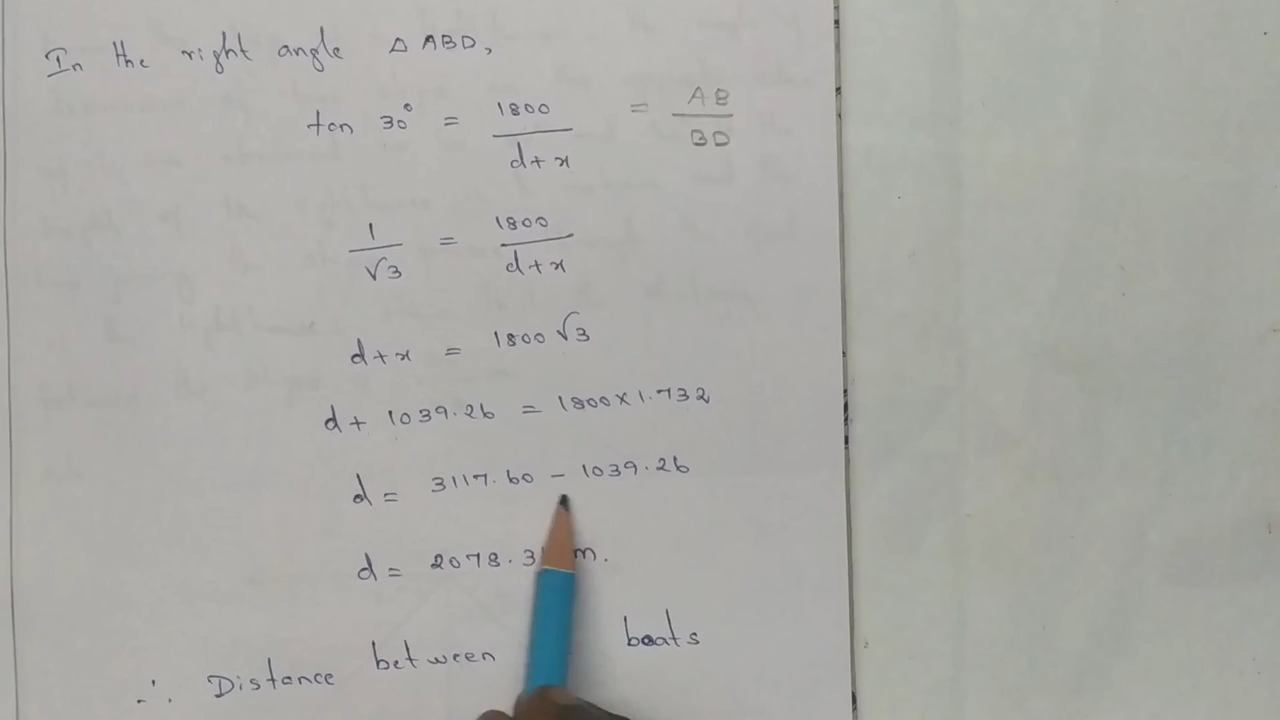 In the right angle △ ABD,
tan 30° = 1800 / d+x = AB / BD
1 / √3 = 1800 / d+x
d+x = 1800 √3
d + 1039.26 = 1800 × 1.732
d = 3117.60 - 1039.26
d = 2078.3 m.
∴ Distance between boats